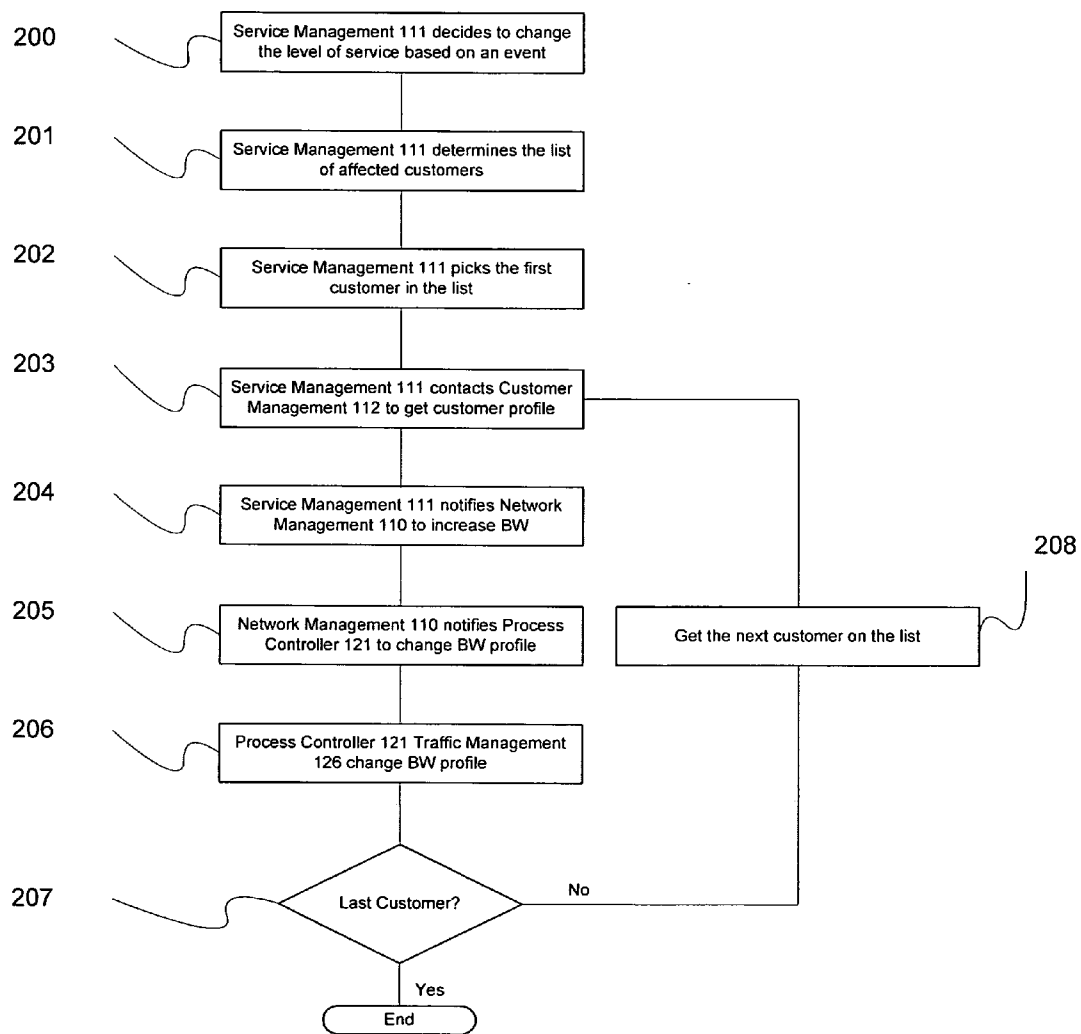 200
Service Management 111 decides to change
the level of service based on an event
201
Service Management 111 determines the list
of affected customers
202
Service Management 111 picks the first
customer in the list
203
Service Management 111 contacts Customer
Management 112 to get customer profile
204
Service Management 111 notifies Network
Management 110 to increase BW
208
205
Network Management 110 notifies Process
Controller 121 to change BW profile
Get the next customer on the list
206
Process Controller 121 Traffic Management
126 change BW profile
207
Last Customer?
No
Yes
End